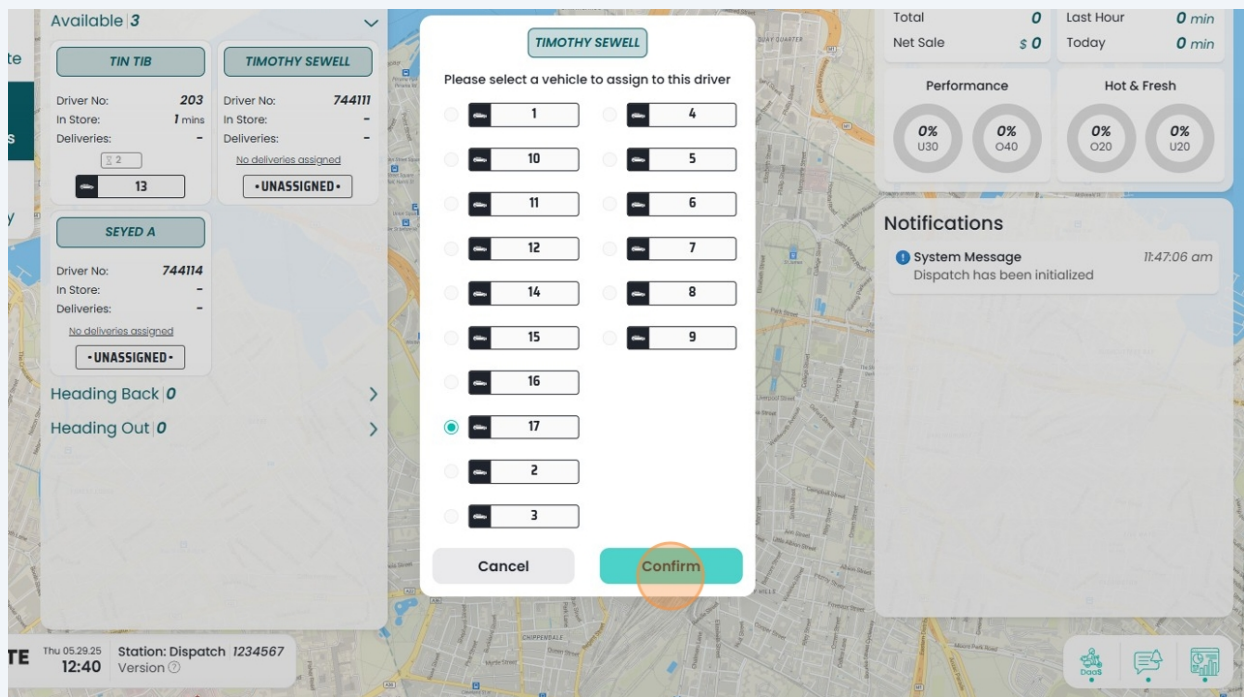 Available | 3
TIN TIB
Driver No: 203
In Store: 1 mins
Deliveries: -
2
13
TIMOTHY SEWELL
Driver No: 744111
In Store: -
Deliveries: -
No deliveries assigned
•UNASSIGNED•
SEYED A
Driver No: 744114
In Store: -
Deliveries: -
No deliveries assigned
•UNASSIGNED•
Heading Back | 0
Heading Out | 0
TIMOTHY SEWELL
Please select a vehicle to assign to this driver
1
10
11
12
14
15
16
17
2
3
4
5
6
7
8
9
Cancel
Confirm
Total 0
Net Sale $ 0
Last Hour 0 min
Today 0 min
Performance
0%
U30
0%
O40
Hot & Fresh
0%
O20
0%
U20
Notifications
System Message 11:47:06 am
Dispatch has been initialized
te
s
y
TE
Thu 05.29.25
12:40
Station: Dispatch 1234567
Version ?
DaaS
CHIPPENDALE